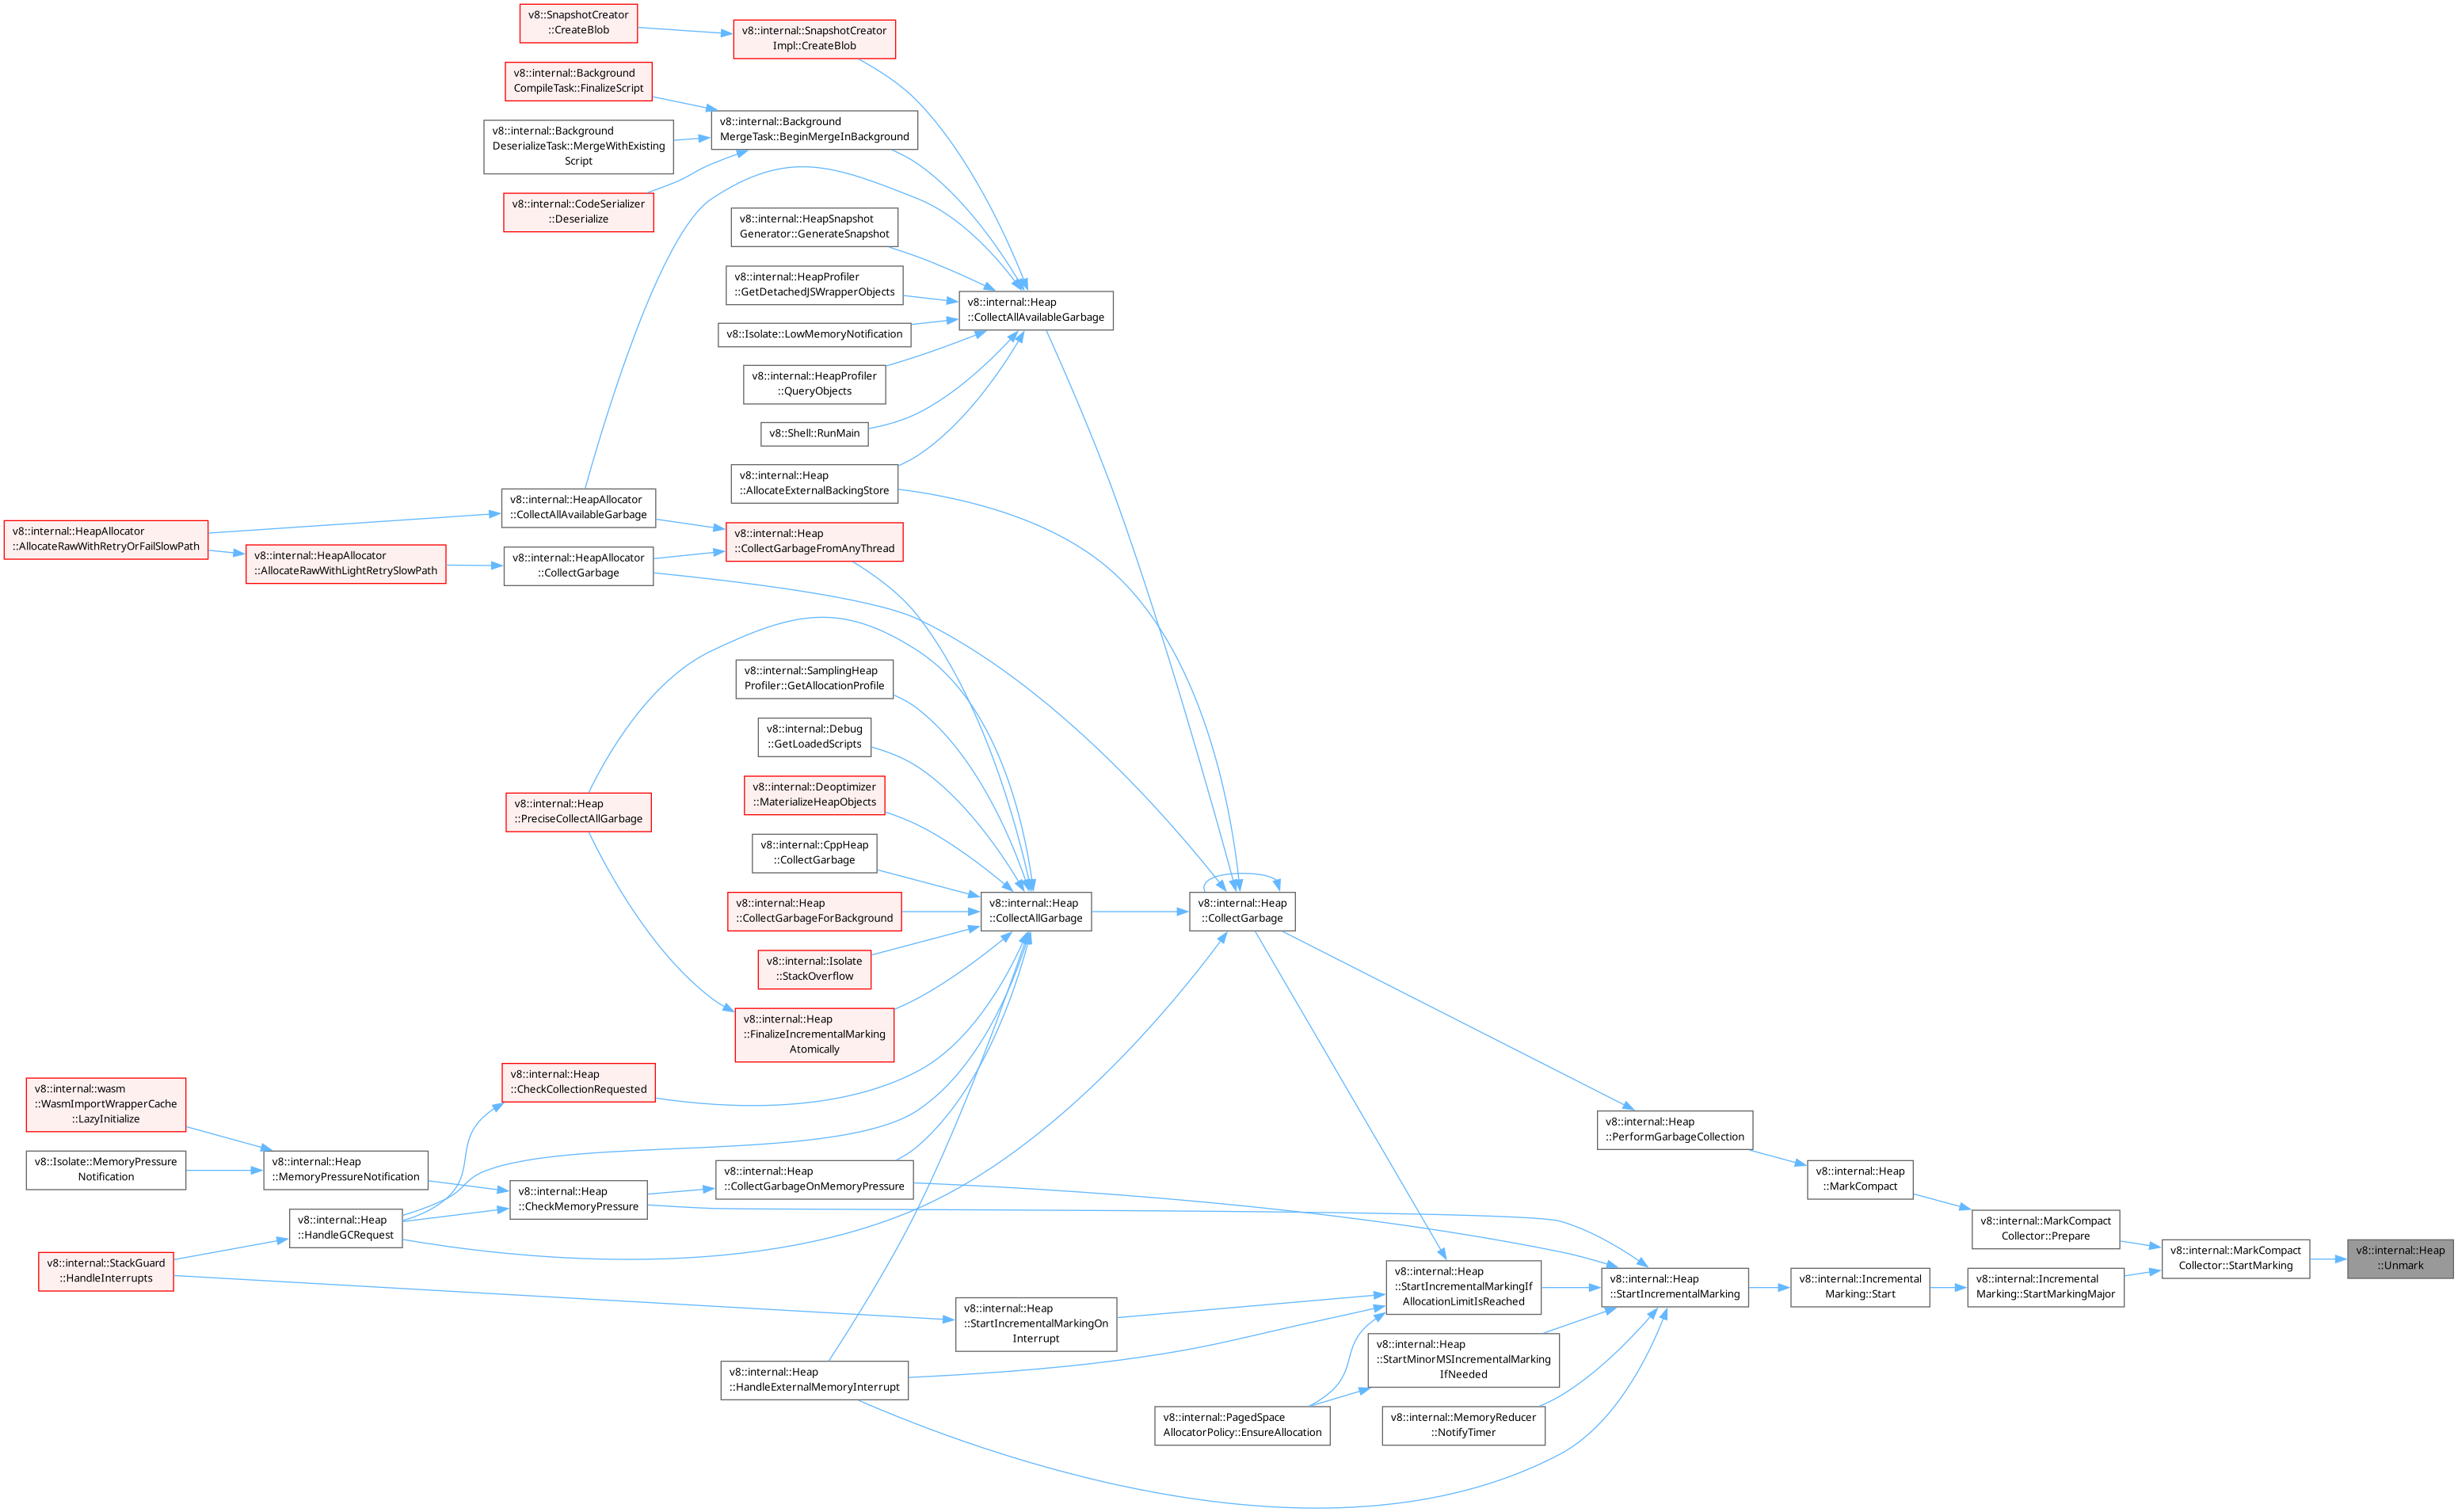 v8::SnapshotCreator
::CreateBlob
v8::internal::SnapshotCreator
Impl::CreateBlob
v8::internal::Background
CompileTask::FinalizeScript
v8::internal::Background
MergeTask::BeginMergeInBackground
v8::internal::Background
DeserializeTask::MergeWithExisting
Script
v8::internal::CodeSerializer
::Deserialize
v8::internal::HeapSnapshot
Generator::GenerateSnapshot
v8::internal::HeapProfiler
::GetDetachedJSWrapperObjects
v8::internal::Heap
::CollectAllAvailableGarbage
v8::Isolate::LowMemoryNotification
v8::internal::HeapProfiler
::QueryObjects
v8::Shell::RunMain
v8::internal::Heap
::AllocateExternalBackingStore
v8::internal::HeapAllocator
::CollectAllAvailableGarbage
v8::internal::HeapAllocator
::AllocateRawWithRetryOrFailSlowPath
v8::internal::Heap
::CollectGarbageFromAnyThread
v8::internal::HeapAllocator
::AllocateRawWithLightRetrySlowPath
v8::internal::HeapAllocator
::CollectGarbage
v8::internal::SamplingHeap
Profiler::GetAllocationProfile
v8::internal::Debug
::GetLoadedScripts
v8::internal::Deoptimizer
::MaterializeHeapObjects
v8::internal::Heap
::PreciseCollectAllGarbage
v8::internal::CppHeap
::CollectGarbage
v8::internal::Heap
::CollectGarbageForBackground
v8::internal::Heap
::CollectAllGarbage
v8::internal::Heap
::CollectGarbage
v8::internal::Isolate
::StackOverflow
v8::internal::Heap
::FinalizeIncrementalMarking
Atomically
v8::internal::Heap
::CheckCollectionRequested
v8::internal::wasm
::WasmImportWrapperCache
::LazyInitialize
v8::internal::Heap
::PerformGarbageCollection
v8::Isolate::MemoryPressure
Notification
v8::internal::Heap
::MemoryPressureNotification
v8::internal::Heap
::CollectGarbageOnMemoryPressure
v8::internal::Heap
::MarkCompact
v8::internal::Heap
::CheckMemoryPressure
v8::internal::Heap
::HandleGCRequest
v8::internal::MarkCompact
Collector::Prepare
v8::internal::StackGuard
::HandleInterrupts
v8::internal::MarkCompact
Collector::StartMarking
v8::internal::Heap
::Unmark
v8::internal::Heap
::StartIncrementalMarkingIf
AllocationLimitIsReached
v8::internal::Heap
::StartIncrementalMarking
v8::internal::Incremental
Marking::Start
v8::internal::Incremental
Marking::StartMarkingMajor
v8::internal::Heap
::StartIncrementalMarkingOn
Interrupt
v8::internal::Heap
::StartMinorMSIncrementalMarking
IfNeeded
v8::internal::Heap
::HandleExternalMemoryInterrupt
v8::internal::PagedSpace
AllocatorPolicy::EnsureAllocation
v8::internal::MemoryReducer
::NotifyTimer